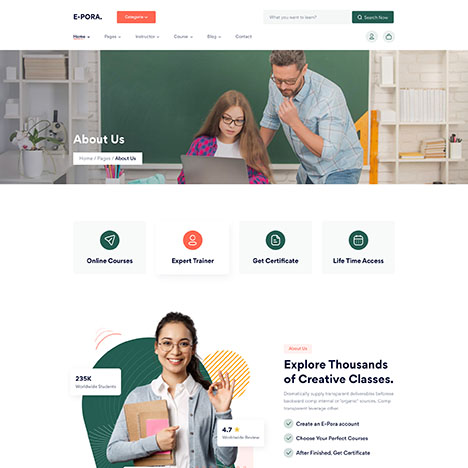 E-PORA.
Categorie
What you want to learn?
Search Now
Home
Pages
Instructor
Course
Blog
Contact
About Us
Home / Pages / About Us
Online Courses
Expert Trainer
Get Certificate
Life Time Access
235K
Worldwide Students
4.7
Worldwide Review
About Us
Explore Thousands
of Creative Classes.
Dramatically supply transparent deliverables before
backward comp internal or "organic" sources. Comp
transparent leverage other.
Create an E-Pora account
Choose Your Perfect Courses
After Finished, Get Certificate